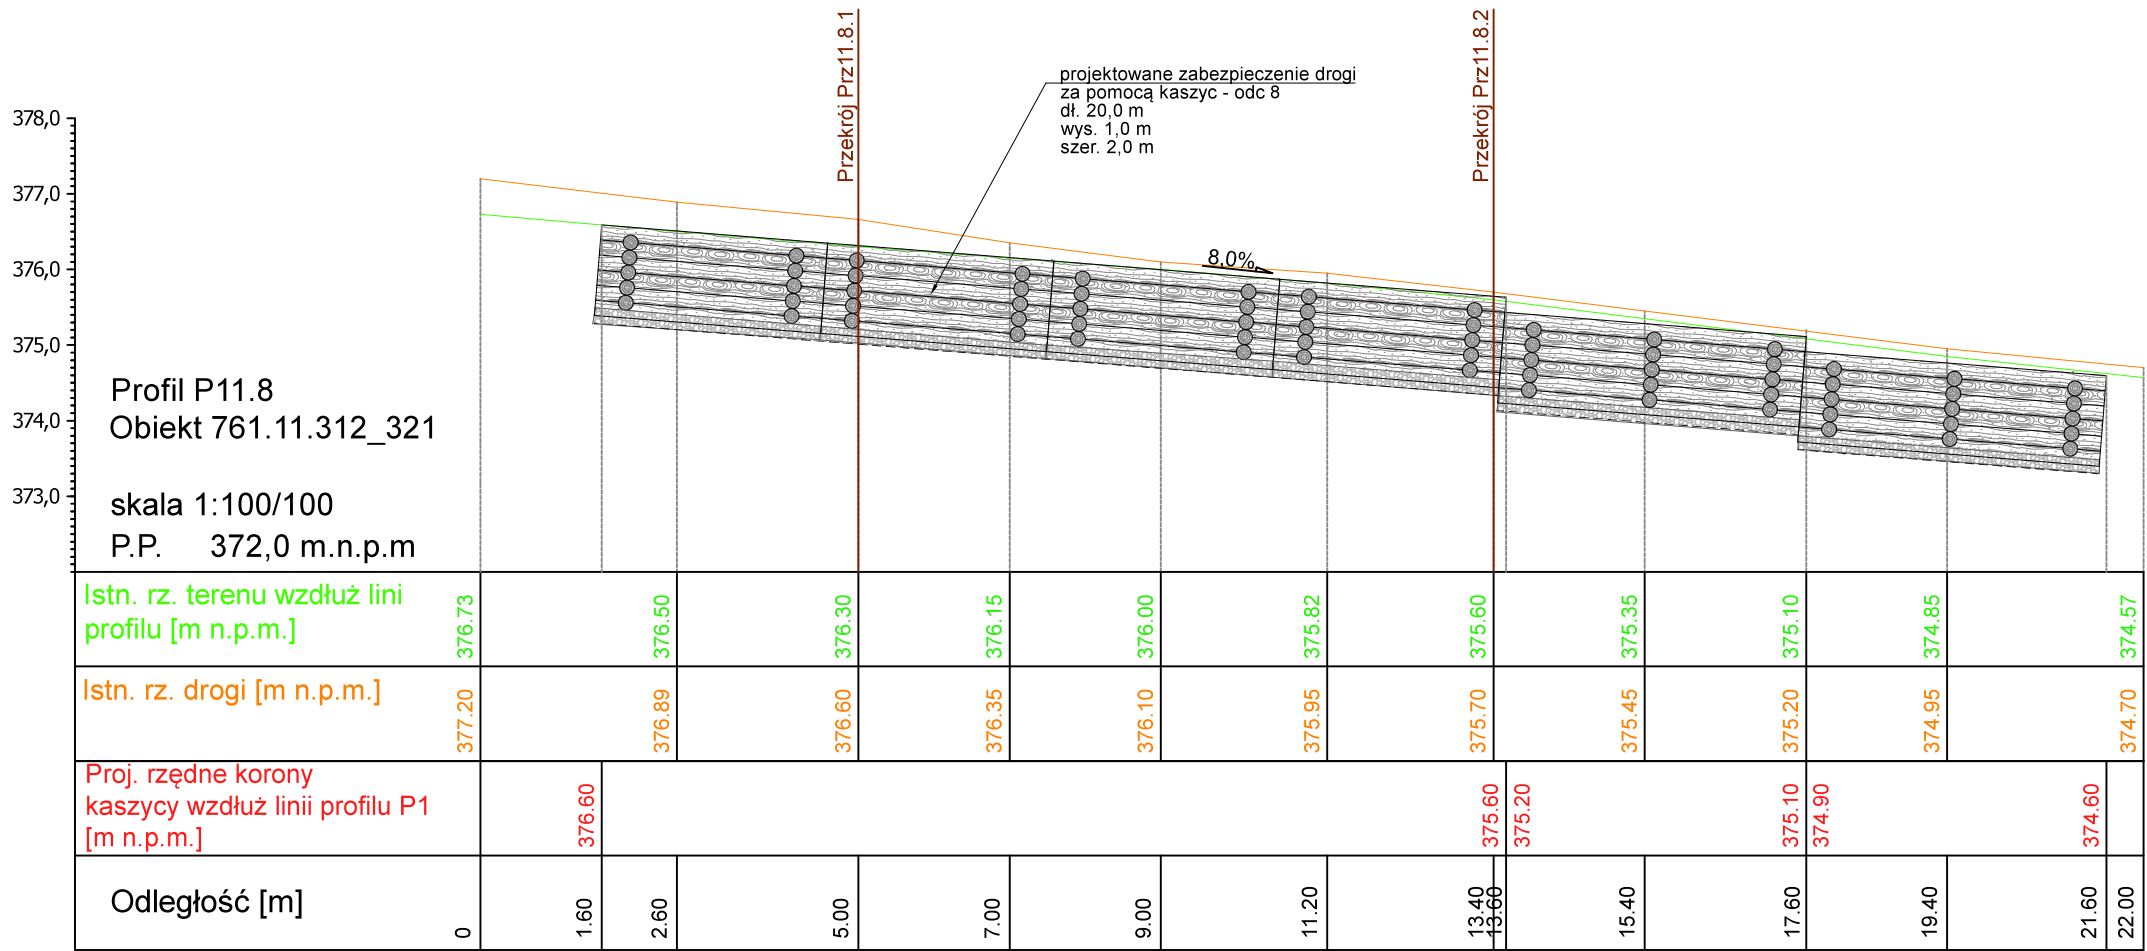 Przekrój Prz11.8.1
Przekrój Prz11.8.2
projektowane zabezpieczenie drogi
za pomocą kaszyc - odc 8
dł. 20,0 m
wys. 1,0 m
szer. 2,0 m
378,0
377,0
376,0
375,0
374,0
373,0
8,0%
Profil P11.8
Obiekt 761.11.312_321
skala 1:100/100
P.P. 372,0 m.n.p.m
Istn. rz. terenu wzdłuż lini
profilu [m n.p.m.]
376.73 376.50 376.30 376.15 376.00 375.82 375.60 375.35 375.10 374.85 374.57
Istn. rz. drogi [m n.p.m.]
377.20 376.89 376.60 376.35 376.10 375.95 375.70 375.45 375.20 374.95 374.70
Proj. rzędne korony
kaszycy wzdłuż linii profilu P1
[m n.p.m.]
376.60 375.60 375.20 375.10 374.90 374.60
Odległość [m]
0 1.60 2.60 5.00 7.00 9.00 11.20 13.40 13.60 15.40 17.60 19.40 21.60 22.00